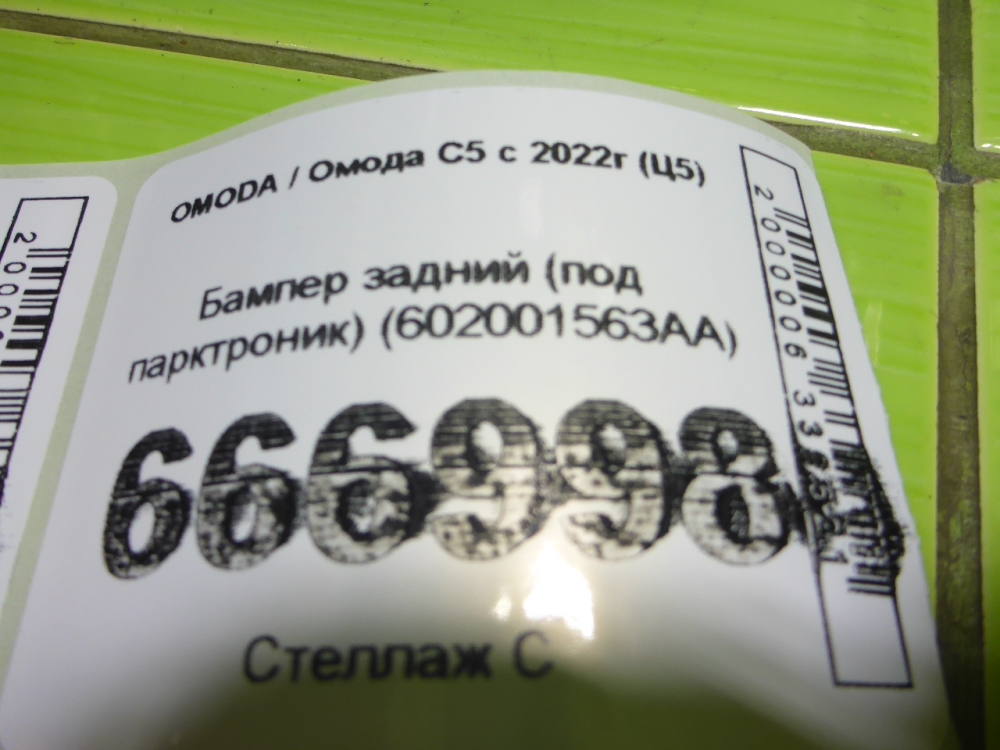 OMODA / Омода С5 с 2022г (Ц5)
Бампер задний (под
парктроник) (602001563AA)
666998
Стеллаж С